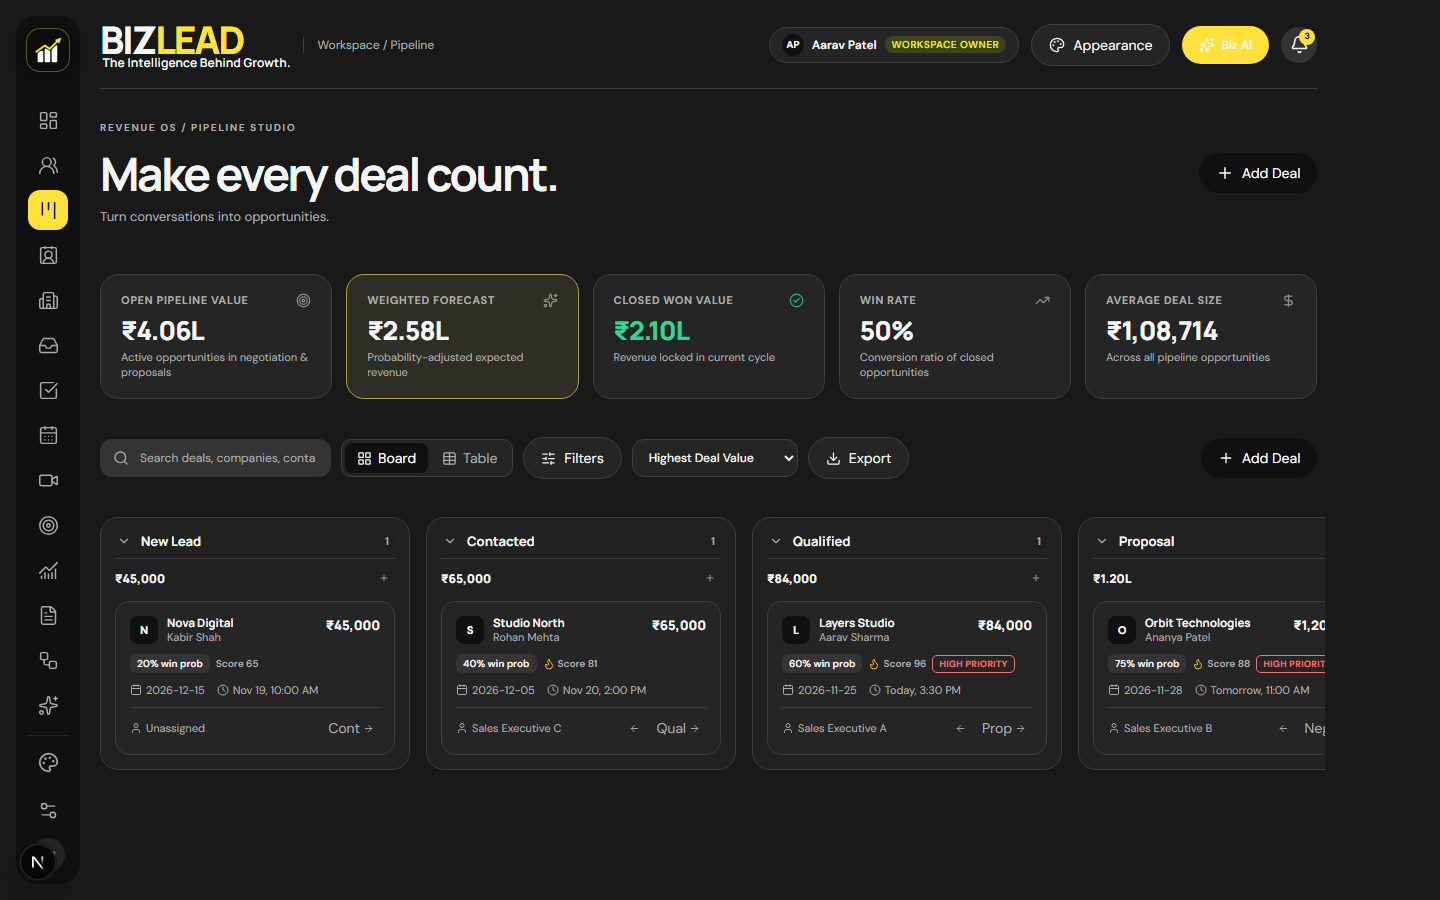 BIZLEAD
The Intelligence Behind Growth.
Workspace / Pipeline
AP Aarav Patel WORKSPACE OWNER
Appearance
Biz AI
3
REVENUE OS / PIPELINE STUDIO
Make every deal count.
Turn conversations into opportunities.
+ Add Deal
OPEN PIPELINE VALUE
₹4.06L
Active opportunities in negotiation &
proposals
WEIGHTED FORECAST
₹2.58L
Probability-adjusted expected
revenue
CLOSED WON VALUE
₹2.10L
Revenue locked in current cycle
WIN RATE
50%
Conversion ratio of closed
opportunities
AVERAGE DEAL SIZE
$
₹1,08,714
Across all pipeline opportunities
Search deals, companies, conta
Board
Table
Filters
Highest Deal Value
Export
+ Add Deal
New Lead 1
₹45,000 +
N Nova Digital ₹45,000
Kabir Shah
20% win prob Score 65
2026-12-15 Nov 19, 10:00 AM
Unassigned Cont →
Contacted 1
₹65,000 +
S Studio North ₹65,000
Rohan Mehta
40% win prob Score 81
2026-12-05 Nov 20, 2:00 PM
Sales Executive C ← Qual →
Qualified 1
₹84,000 +
L Layers Studio ₹84,000
Aarav Sharma
60% win prob Score 96 HIGH PRIORITY
2026-11-25 Today, 3:30 PM
Sales Executive A ← Prop →
Proposal
₹1.20L
O Orbit Technologies ₹1,20
Ananya Patel
75% win prob Score 88 HIGH PRIORIT
2026-11-28 Tomorrow, 11:00 AM
Sales Executive B ← Neg
N